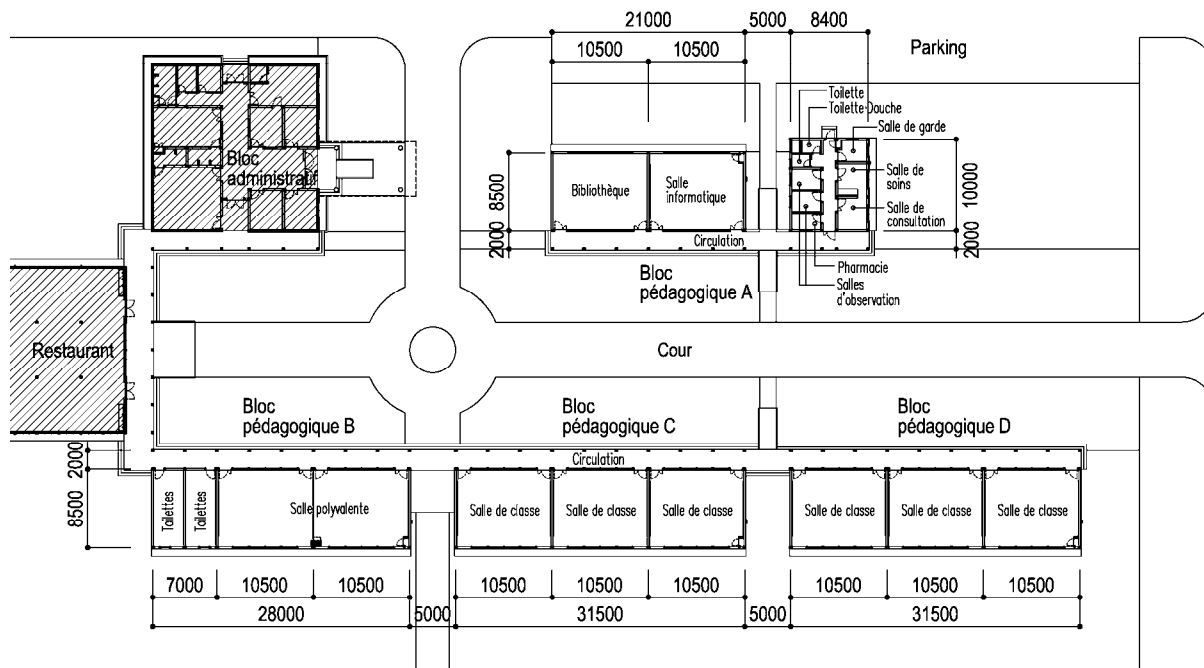 21000
5000
8400
10500
10500
Parking
Toilette
Toilette·Douche
Salle de garde
Bloc
administratif
Bibliothèque
Salle
informatique
8500
2000
Salle de
soins
Salle de
consultation
10000
2000
Circulation
Pharmacie
Salles
d'observation
Bloc
pédagogique A
Restaurant
Cour
Bloc
pédagogique B
Bloc
pédagogique C
Bloc
pédagogique D
2000
8500
Circulation
Toilettes
Toilettes
Salle polyvalente
Salle de classe
Salle de classe
Salle de classe
Salle de classe
Salle de classe
Salle de classe
7000
10500
10500
10500
10500
10500
10500
10500
10500
28000
5000
31500
5000
31500